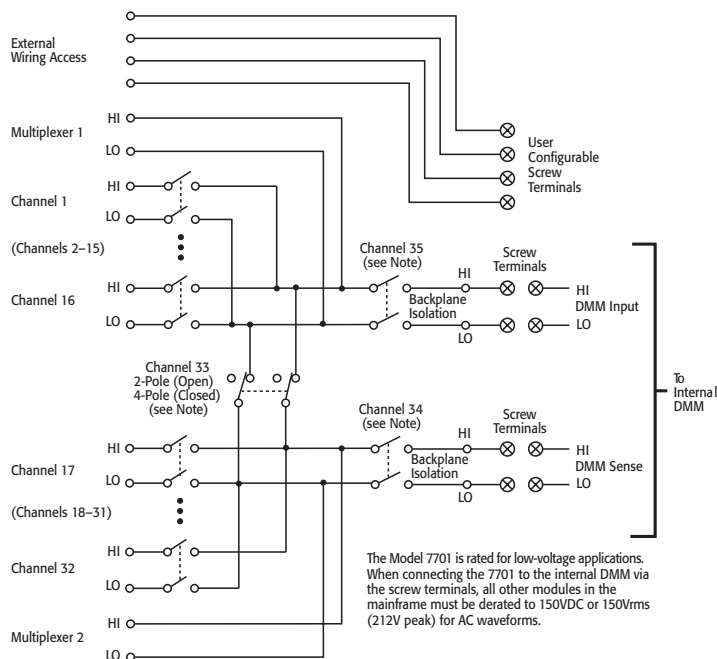 External
Wiring Access
User
Configurable
Screw
Terminals
Multiplexer 1
HI
LO
Channel 1
HI
LO
(Channels 2–15)
Channel 16
HI
LO
Channel 35
(see Note)
Backplane
Isolation
HI
LO
Screw
Terminals
HI
DMM Input
LO
Channel 33
2-Pole (Open)
4-Pole (Closed)
(see Note)
To
Internal
DMM
Channel 34
(see Note)
Backplane
Isolation
HI
LO
Screw
Terminals
HI
DMM Sense
LO
Channel 17
HI
LO
(Channels 18–31)
Channel 32
HI
LO
Multiplexer 2
HI
LO
The Model 7701 is rated for low-voltage applications.
When connecting the 7701 to the internal DMM via
the screw terminals, all other modules in the
mainframe must be derated to 150VDC or 150Vrms
(212V peak) for AC waveforms.